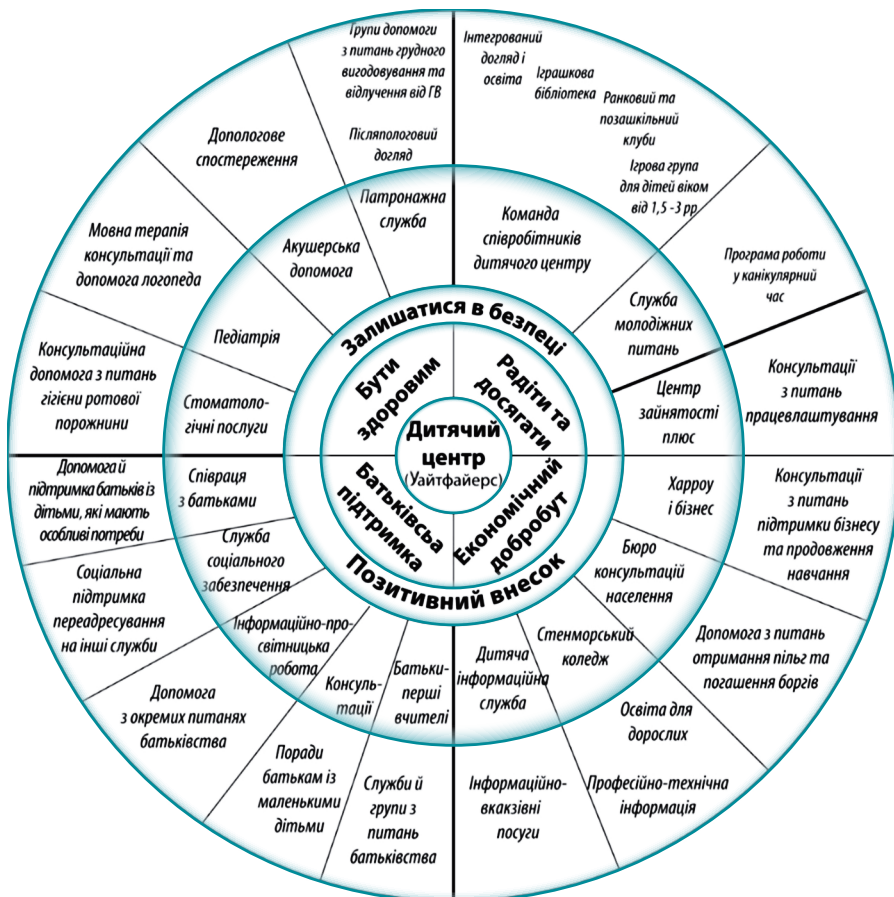 Групи допомоги
з питань грудного
вигодовування та
відлучення від ГВ
Післяпологовий
догляд
Інтегрований
догляд і
освіта
Іграшкова
бібліотека
Ранковий та
позашкільний
клуби
Ігрова група
для дітей віком
від 1,5 -3 рр
Допологове
спостереження
Патронажна
служба
Команда
співробітників
дитячого центру
Мовна терапія
консультації та
допомога логопеда
Акушерська
допомога
Програма роботи
у канікулярний
час
Служба
молодіжних
питань
Залишатися в безпеці
Педіатрія
Консультаційна
допомога з питань
гігієни ротової
порожнини
Стоматоло-
гічні послуги
Бути
здоровим
Радіти та
досягати
Центр
зайнятості
плюс
Консультації
з питань
працевлаштування
Дитячий
центр
(Уайтфайерс)
Допомога й
підтримка батьків із
дітьми, які мають
особливі потреби
Співраця
з батьками
Батьківсьа
підтримка
Економічний
добробут
Харроу
і бізнес
Консультації
з питань
підтримки бізнесу
та продовження
навчання
Служба
соціального
забезпечення
Бюро
консультацій
населення
Позитивний внесок
Соціальна
підтримка
переадресування
на інші служби
Інформаційно-про-
світницька
робота
Консуль-
тації
Батьки-
перші
вчителі
Дитяча
інформаційна
служба
Стенморський
коледж
Допомога з питань
отримання пільг та
погашення боргів
Допомога
з окремих питанях
батьківства
Освіта для
дорослих
Поради
батькам із
маленькими
дітьми
Служби й
групи з
питань
батьківства
Інформаційно-
вкакзівні
посуги
Професійно-технічна
інформація